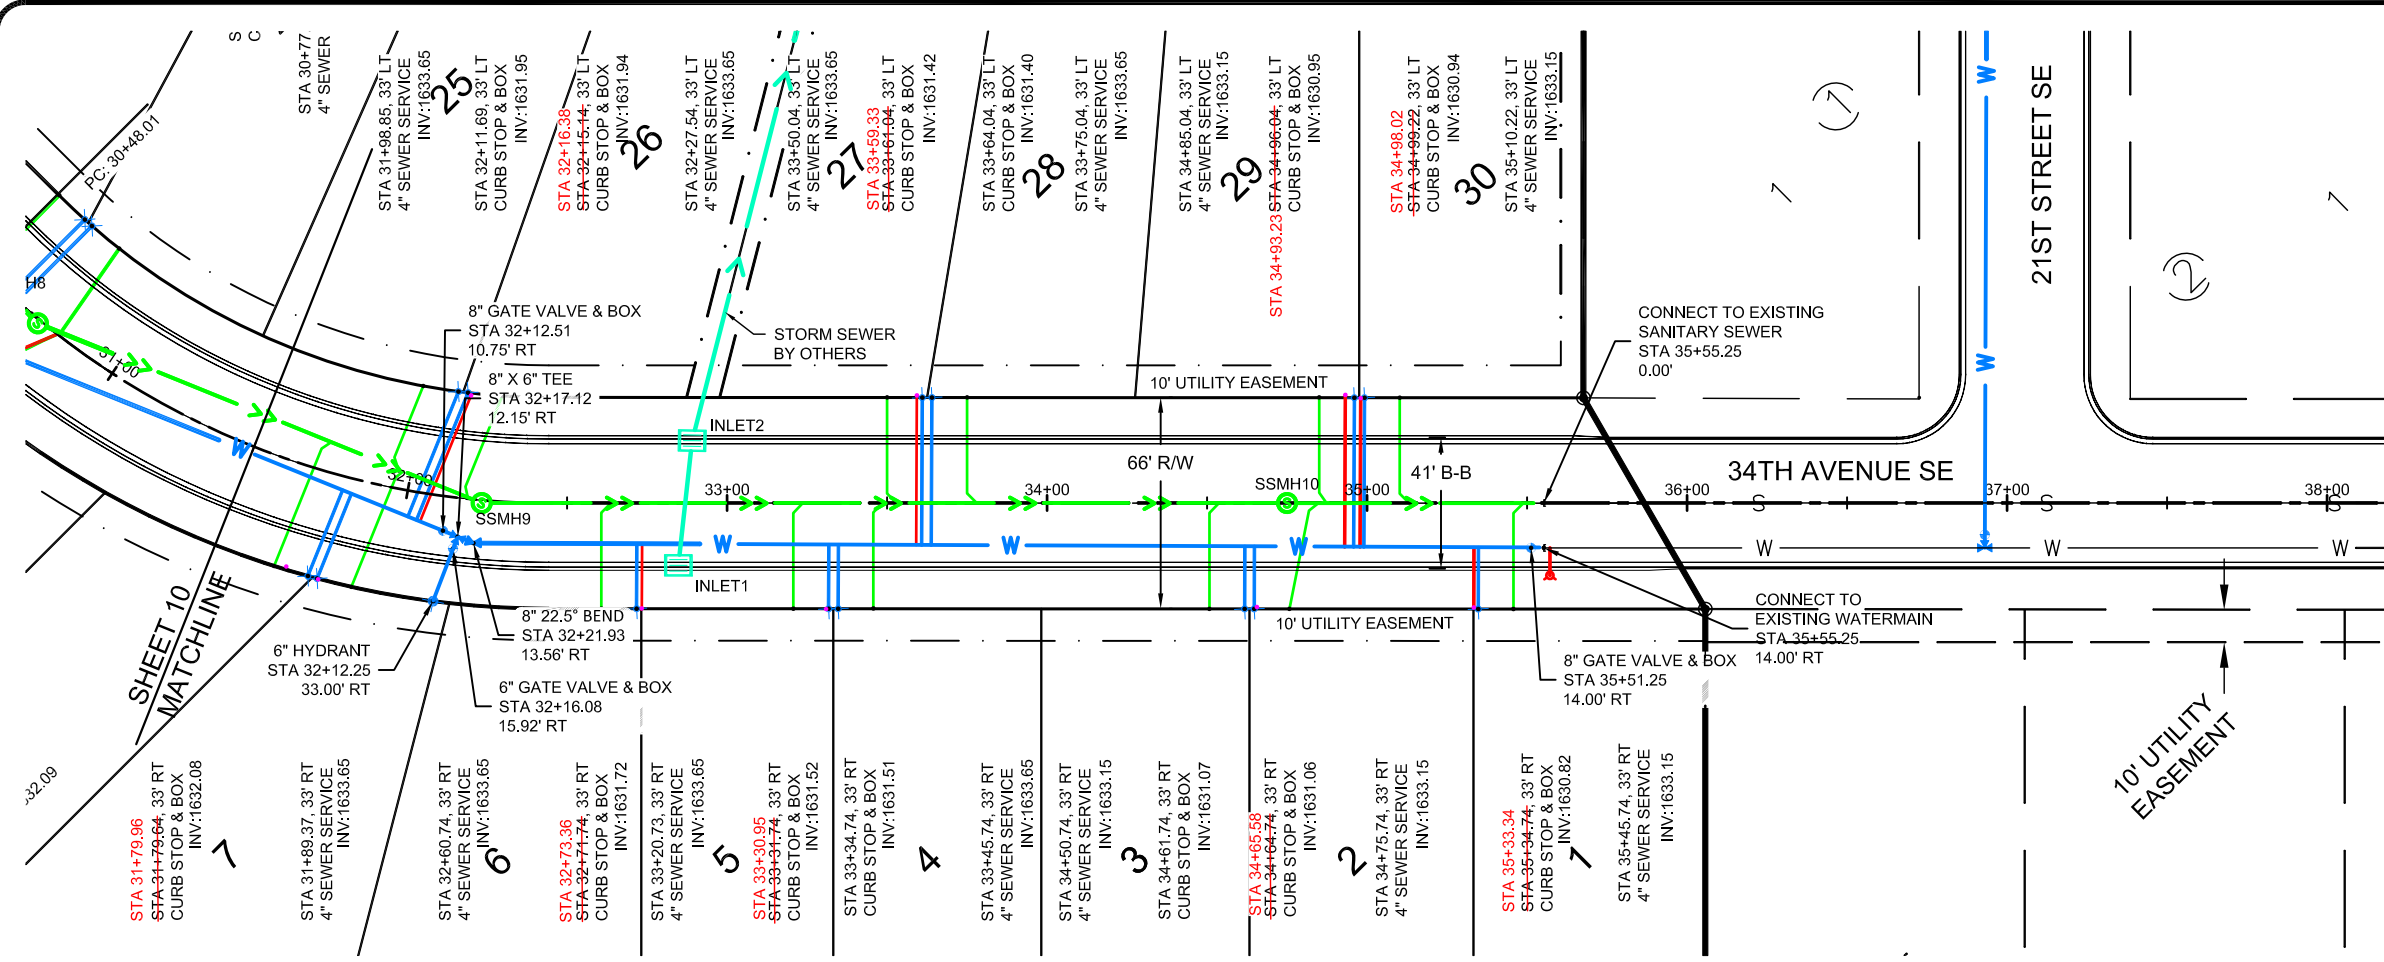 S
C
STA 30+77.
4" SEWER
STA 31+98.85, 33' LT
4" SEWER SERVICE
INV:1633.65
25
STA 32+11.69, 33' LT
CURB STOP & BOX
INV:1631.95
STA 32+16.38
STA 32+15.14, 33' LT
CURB STOP & BOX
INV:1631.94
26
STA 32+27.54, 33' LT
4" SEWER SERVICE
INV:1633.65
STA 33+50.04, 33' LT
4" SEWER SERVICE
INV:1633.65
27
STA 33+59.33
STA 33+61.04, 33' LT
CURB STOP & BOX
INV:1631.42
STA 33+64.04, 33' LT
CURB STOP & BOX
INV:1631.40
28
STA 33+75.04, 33' LT
4" SEWER SERVICE
INV:1633.65
STA 34+85.04, 33' LT
4" SEWER SERVICE
INV:1633.15
29
STA 34+93.23
STA 34+96.04, 33' LT
CURB STOP & BOX
INV:1630.95
STA 34+98.02
STA 34+99.22, 33' LT
CURB STOP & BOX
INV:1630.94
30
STA 35+10.22, 33' LT
4" SEWER SERVICE
INV:1633.15
1
1
W
21ST STREET SE
2
1
PC: 30+48.01
H8
S
31+00
W
32+00
8" GATE VALVE & BOX
STA 32+12.51
10.75' RT
8" X 6" TEE
STA 32+17.12
12.15' RT
STORM SEWER
BY OTHERS
INLET2
10' UTILITY EASEMENT
CONNECT TO EXISTING
SANITARY SEWER
STA 35+55.25
0.00'
W
66' R/W
41' B-B
34TH AVENUE SE
S
SSMH9
33+00
34+00
SSMH10
S
35+00
36+00
S
37+00
S
38+00
S
W
W
W
W
W
W
INLET1
8" 22.5° BEND
STA 32+21.93
13.56' RT
10' UTILITY EASEMENT
CONNECT TO
EXISTING WATERMAIN
STA 35+55.25
14.00' RT
SHEET 10
MATCHLINE
6" HYDRANT
STA 32+12.25
33.00' RT
6" GATE VALVE & BOX
STA 32+16.08
15.92' RT
8" GATE VALVE & BOX
STA 35+51.25
14.00' RT
10' UTILITY
EASEMENT
32.09
STA 31+79.96
STA 31+79.64, 33' RT
CURB STOP & BOX
INV:1632.08
7
STA 31+89.37, 33' RT
4" SEWER SERVICE
INV:1633.65
STA 32+60.74, 33' RT
4" SEWER SERVICE
INV:1633.65
6
STA 32+73.36
STA 32+71.74, 33' RT
CURB STOP & BOX
INV:1631.72
STA 33+20.73, 33' RT
4" SEWER SERVICE
INV:1633.65
5
STA 33+30.95
STA 33+31.74, 33' RT
CURB STOP & BOX
INV:1631.52
STA 33+34.74, 33' RT
CURB STOP & BOX
INV:1631.51
4
STA 33+45.74, 33' RT
4" SEWER SERVICE
INV:1633.65
STA 34+50.74, 33' RT
4" SEWER SERVICE
INV:1633.15
3
STA 34+61.74, 33' RT
CURB STOP & BOX
INV:1631.07
STA 34+65.58
STA 34+64.74, 33' RT
CURB STOP & BOX
INV:1631.06
2
STA 34+75.74, 33' RT
4" SEWER SERVICE
INV:1633.15
STA 35+33.34
STA 35+34.74, 33' RT
CURB STOP & BOX
INV:1630.82
1
STA 35+45.74, 33' RT
4" SEWER SERVICE
INV:1633.15